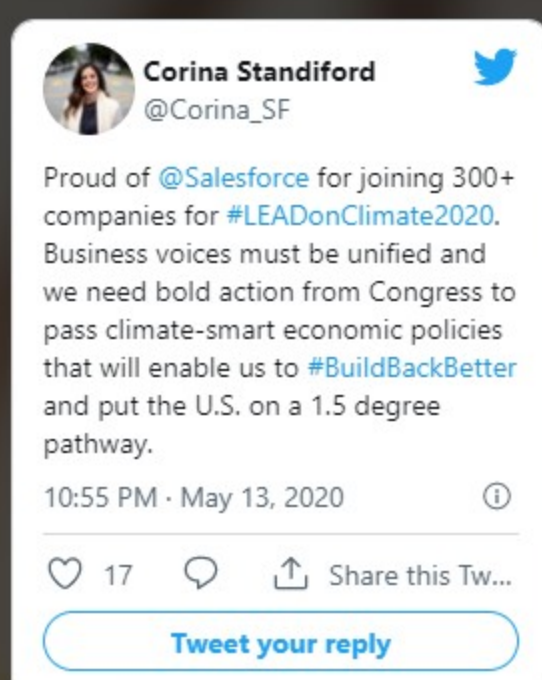 Corina Standiford
@Corina_SF
Proud of @Salesforce for joining 300+
companies for #LEADonClimate2020.
Business voices must be unified and
we need bold action from Congress to
pass climate-smart economic policies
that will enable us to #BuildBackBetter
and put the U.S. on a 1.5 degree
pathway.
10:55 PM · May 13, 2020
17 Share this Tw...
Tweet your reply